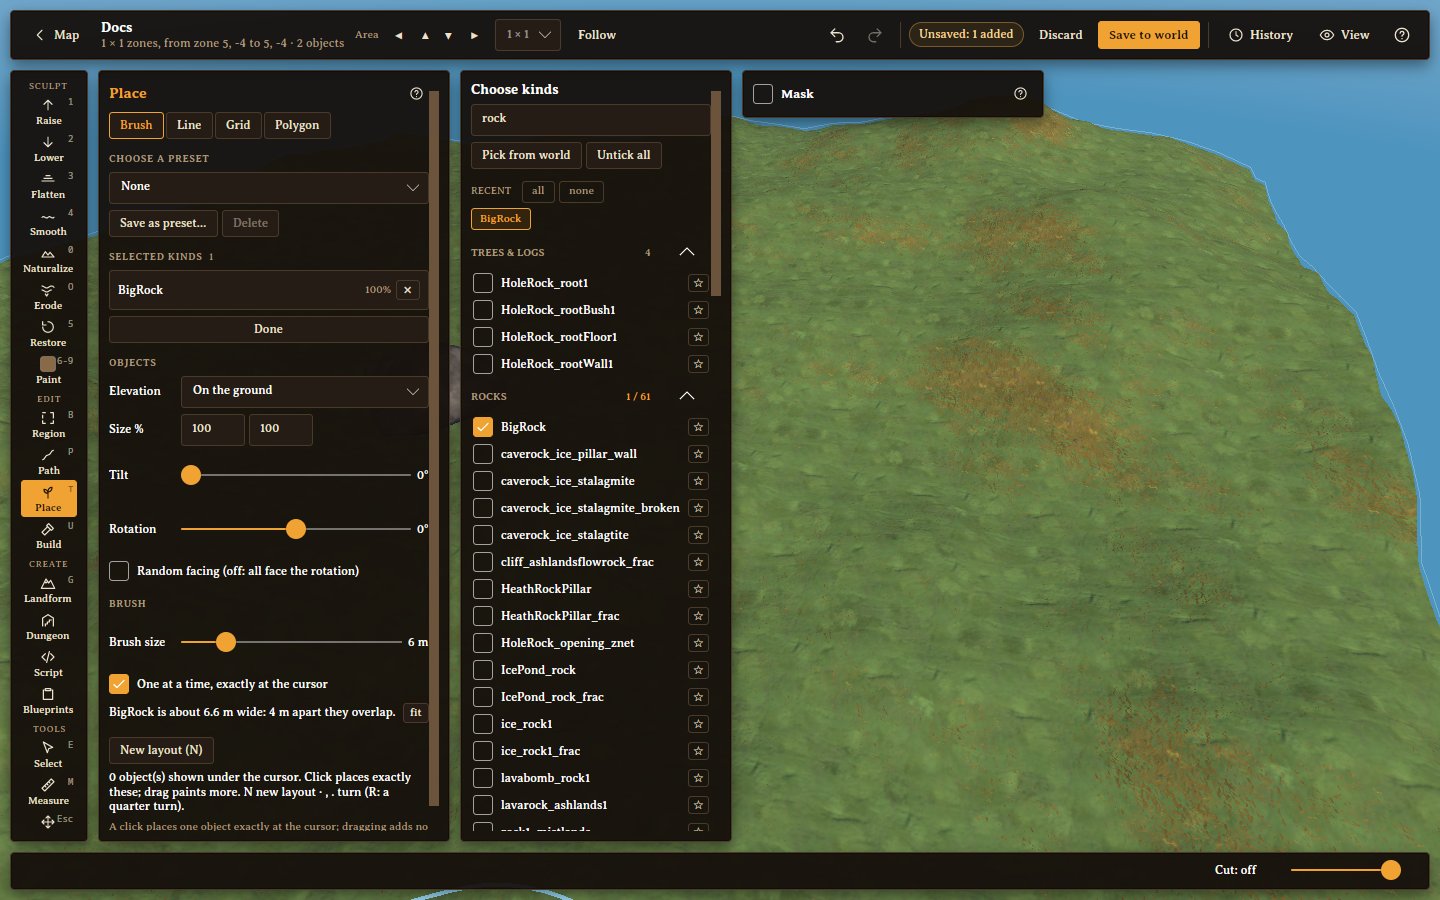 Map
Docs
1 × 1 zones, from zone 5, -4 to 5, -4 · 2 objects
Area
1 × 1
Follow
Unsaved: 1 added
Discard
Save to world
History
View
SCULPT
Raise 1
Lower 2
Flatten 3
Smooth 4
Naturalize 0
Erode O
Restore 5
Paint 6-9
EDIT
Region B
Path P
Place T
Build U
CREATE
Landform G
Dungeon
Script
Blueprints
TOOLS
Select E
Measure M
Esc
Place
Brush Line Grid Polygon
CHOOSE A PRESET
None
Save as preset... Delete
SELECTED KINDS 1
BigRock 100%
Done
OBJECTS
Elevation On the ground
Size % 100 100
Tilt 0°
Rotation 0°
Random facing (off: all face the rotation)
BRUSH
Brush size 6 m
One at a time, exactly at the cursor
BigRock is about 6.6 m wide: 4 m apart they overlap. fit
New layout (N)
0 object(s) shown under the cursor. Click places exactly
these; drag paints more. N new layout · , . turn (R: a
quarter turn).
A click places one object exactly at the cursor; dragging adds no
Choose kinds
rock
Pick from world Untick all
RECENT all none
BigRock
TREES & LOGS 4
HoleRock_root1
HoleRock_rootBush1
HoleRock_rootFloor1
HoleRock_rootWall1
ROCKS 1 / 61
BigRock
caverock_ice_pillar_wall
caverock_ice_stalagmite
caverock_ice_stalagmite_broken
caverock_ice_stalagtite
cliff_ashlandsflowrock_frac
HeathRockPillar
HeathRockPillar_frac
HoleRock_opening_znet
IcePond_rock
IcePond_rock_frac
ice_rock1
ice_rock1_frac
lavabomb_rock1
lavarock_ashlands1
rock1_mistlands
Mask
Cut: off